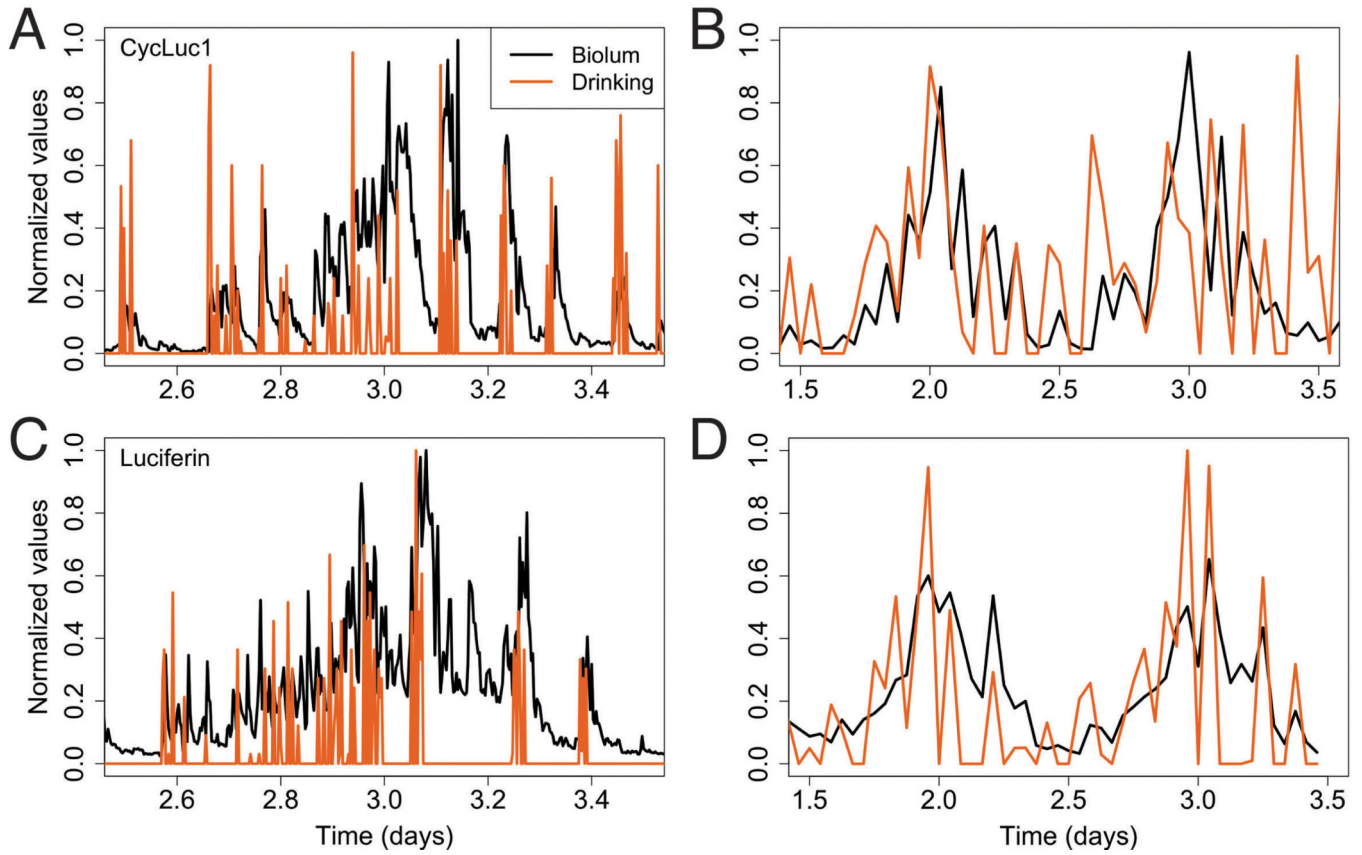 A
CycLuc1
Biolum
Drinking
Normalized values
0.0 0.2 0.4 0.6 0.8 1.0
2.6 2.8 3.0 3.2 3.4
B
0.0 0.2 0.4 0.6 0.8 1.0
1.5 2.0 2.5 3.0 3.5
C
Luciferin
Normalized values
0.0 0.2 0.4 0.6 0.8 1.0
2.6 2.8 3.0 3.2 3.4
Time (days)
D
0.0 0.2 0.4 0.6 0.8 1.0
1.5 2.0 2.5 3.0 3.5
Time (days)